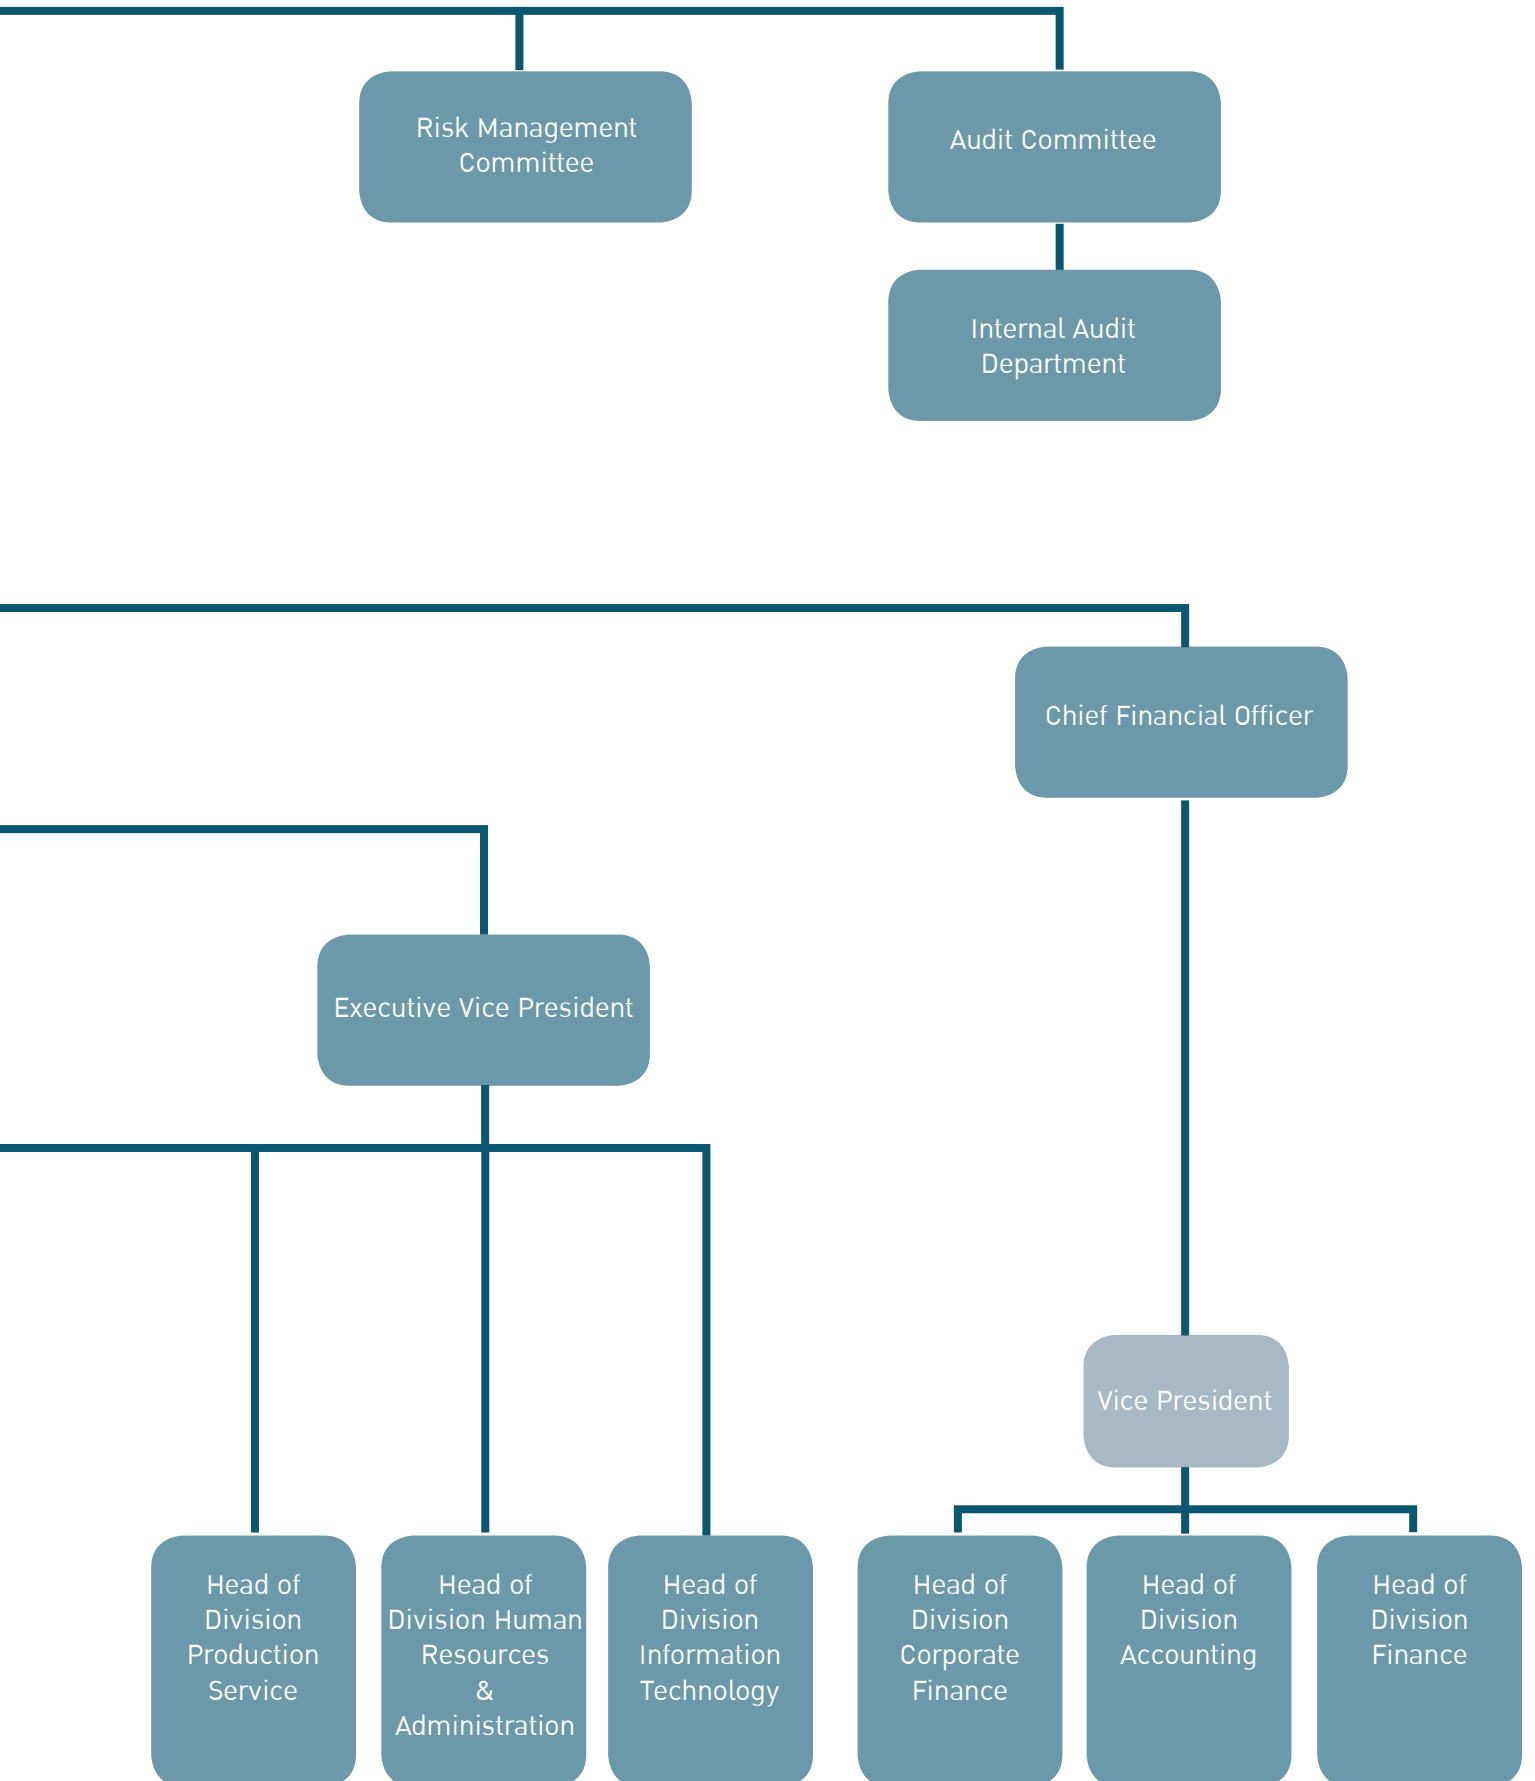 Risk Management
Committee
Audit Committee
Internal Audit
Department
Chief Financial Officer
Executive Vice President
Vice President
Head of
Division
Production
Service
Head of
Division Human
Resources
&
Administration
Head of
Division
Information
Technology
Head of
Division
Corporate
Finance
Head of
Division
Accounting
Head of
Division
Finance